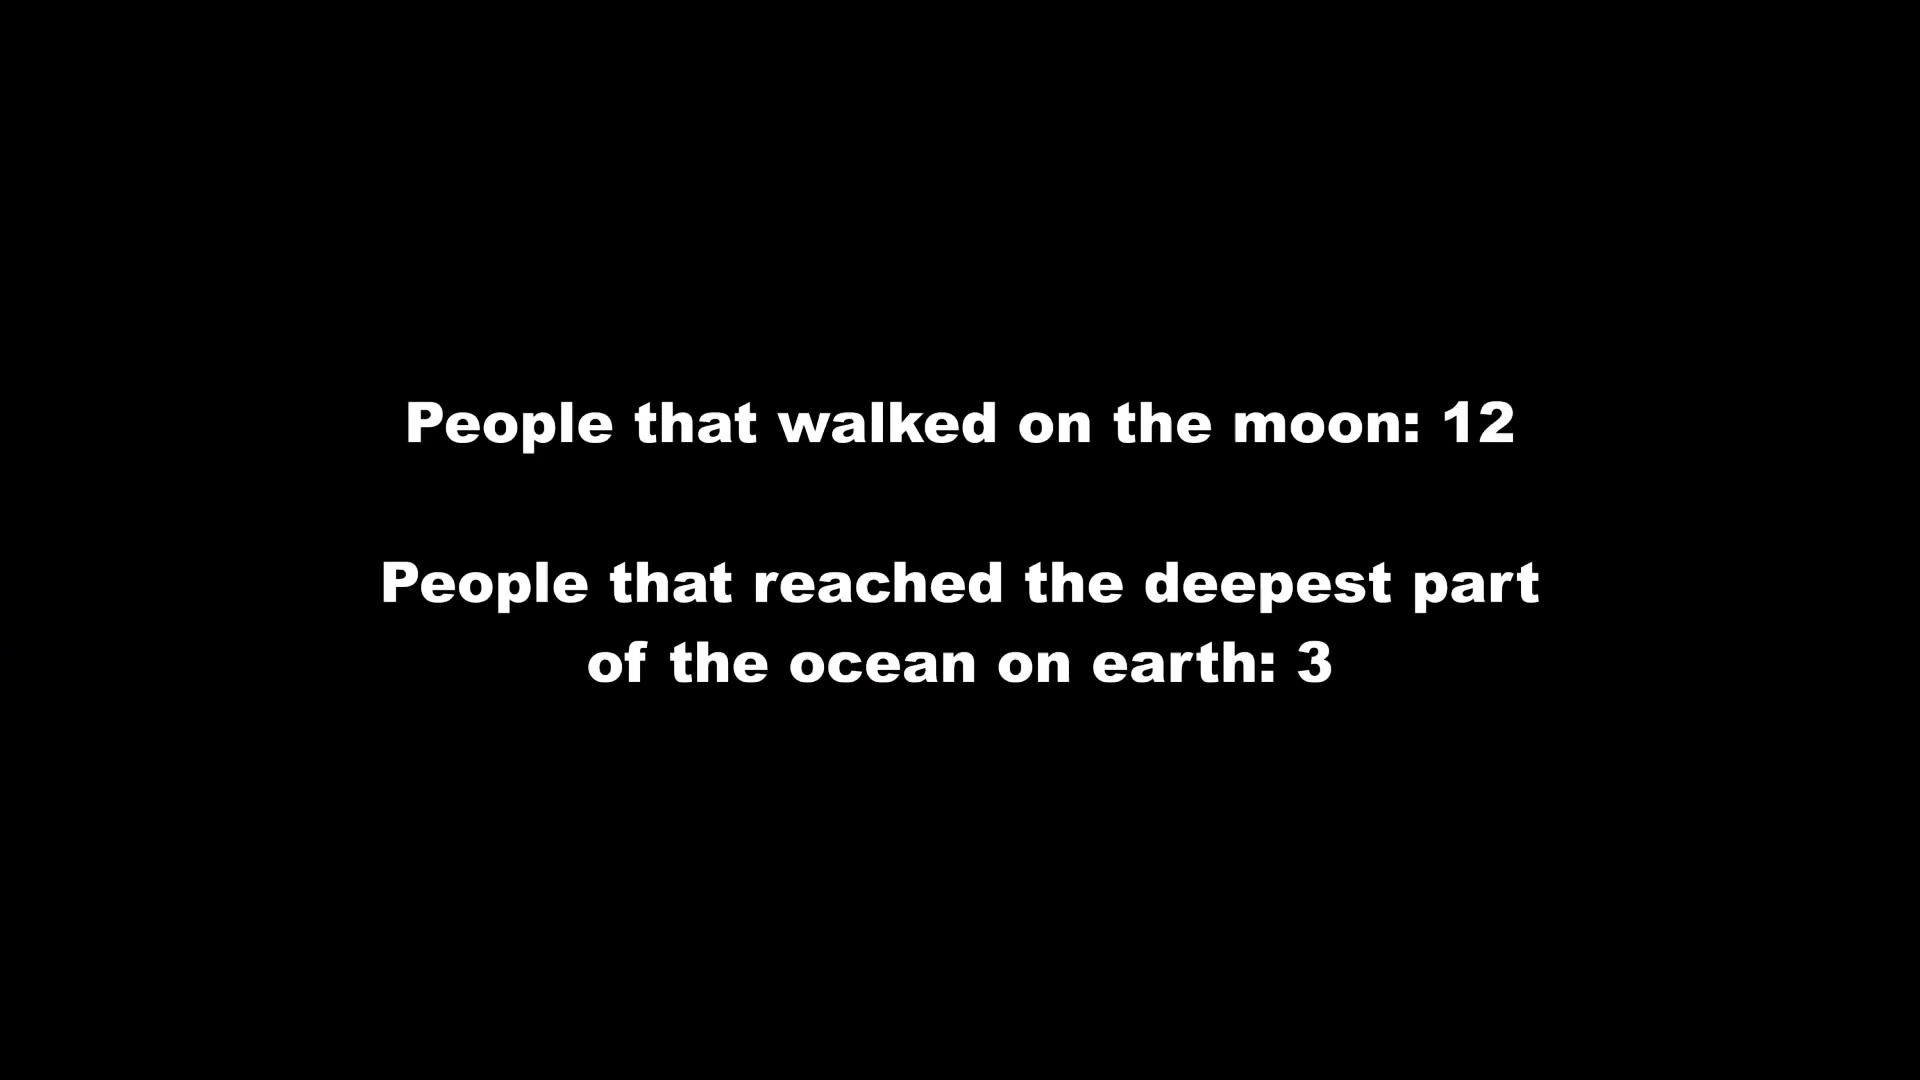 People that walked on the moon: 12
People that reached the deepest part
of the ocean on earth: 3